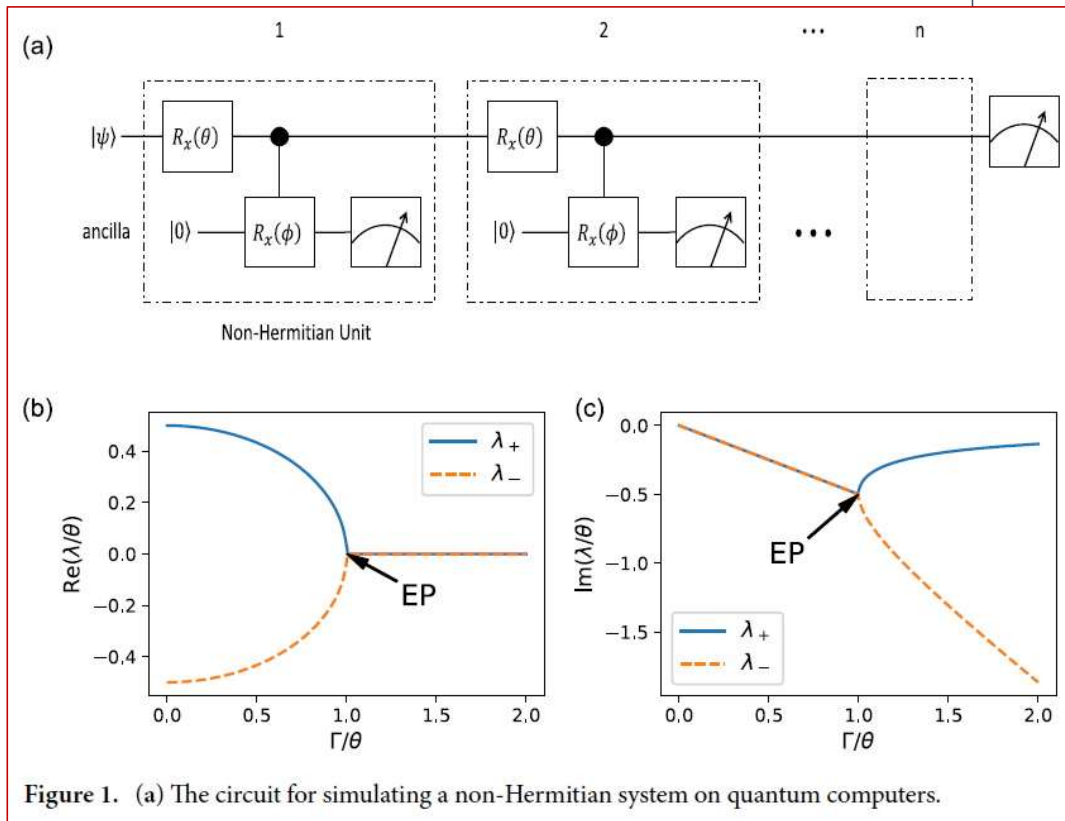 (a)
1 2 ••• n
|ψ⟩ R_x(θ) R_x(θ)
ancilla |0⟩ R_x(ϕ) |0⟩ R_x(ϕ) •••
Non-Hermitian Unit
(b)
Re(λ/θ)
0.4
0.2
0.0
−0.2
−0.4
λ₊
λ₋
EP
0.0 0.5 1.0 1.5 2.0
Γ/θ
(c)
Im(λ/θ)
0.0
−0.5
−1.0
−1.5
EP
λ₊
λ₋
0.0 0.5 1.0 1.5 2.0
Γ/θ
Figure 1. (a) The circuit for simulating a non-Hermitian system on quantum computers.